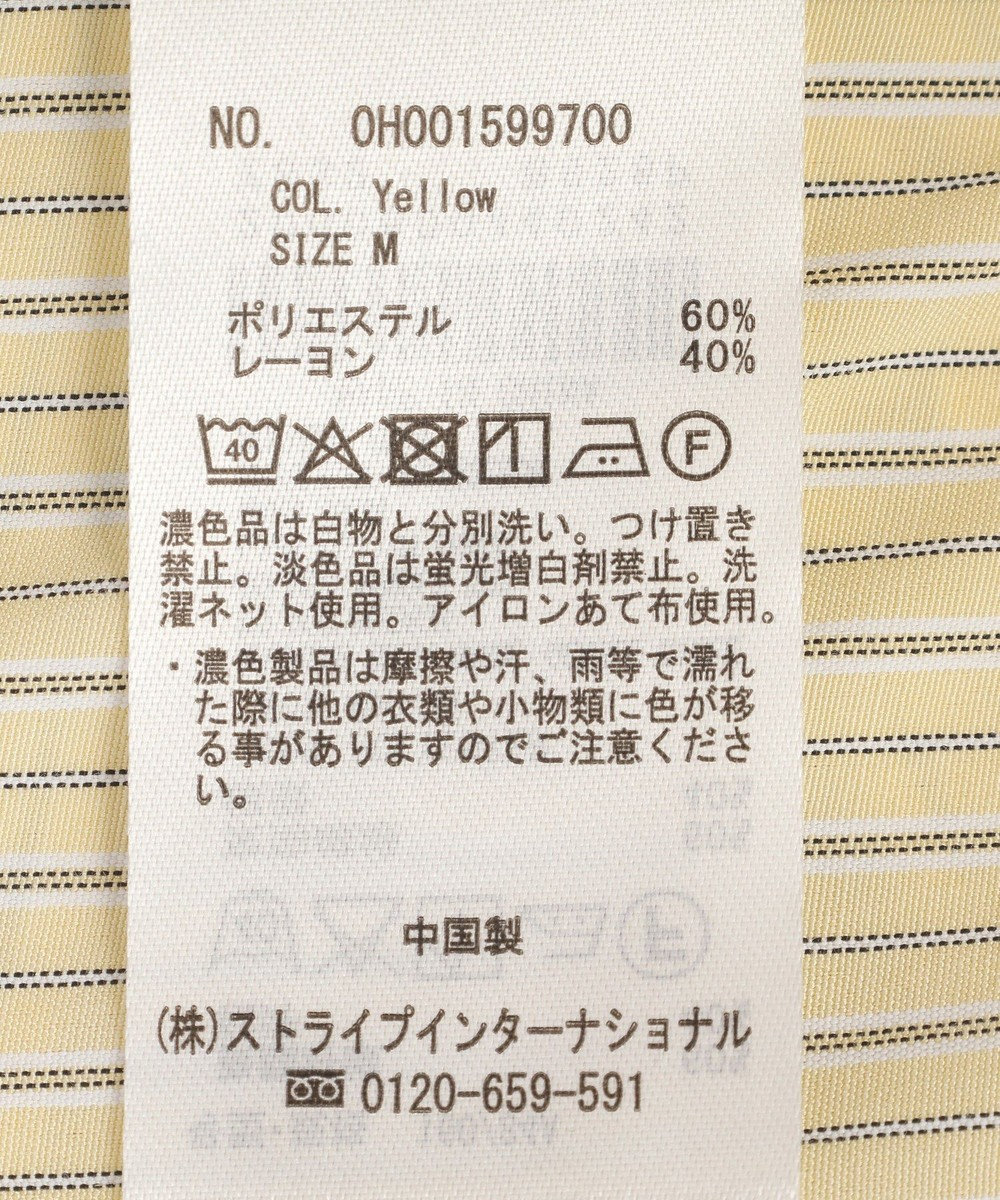 NO. OH001599700
COL. Yellow
SIZE M
ポリエステル 60%
レーヨン 40%
40 F
濃色品は白物と分別洗い。つけ置き
禁止。淡色品は蛍光増白剤禁止。洗
濯ネット使用。アイロンあて布使用。
・濃色製品は摩擦や汗、雨等で濡れ
た際に他の衣類や小物類に色が移
る事がありますのでご注意くださ
い。
中国製
(株)ストライプインターナショナル
0120-659-591